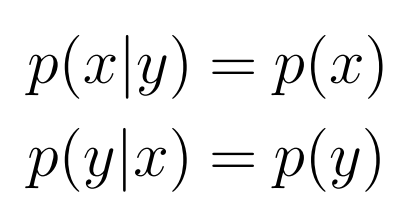 p(x|y) = p(x)
p(y|x) = p(y)